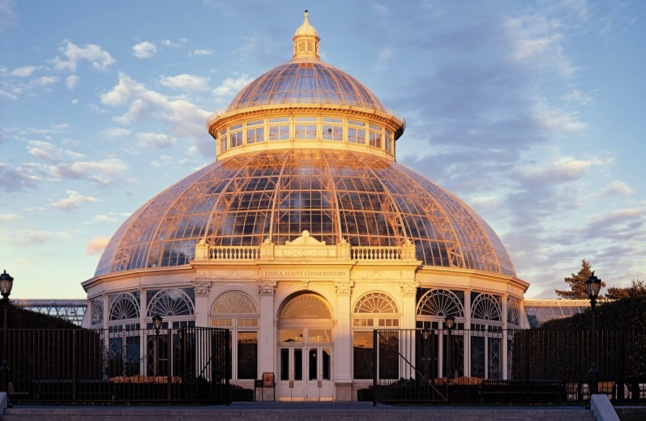 ENID A. HAUPT CONSERVATORY